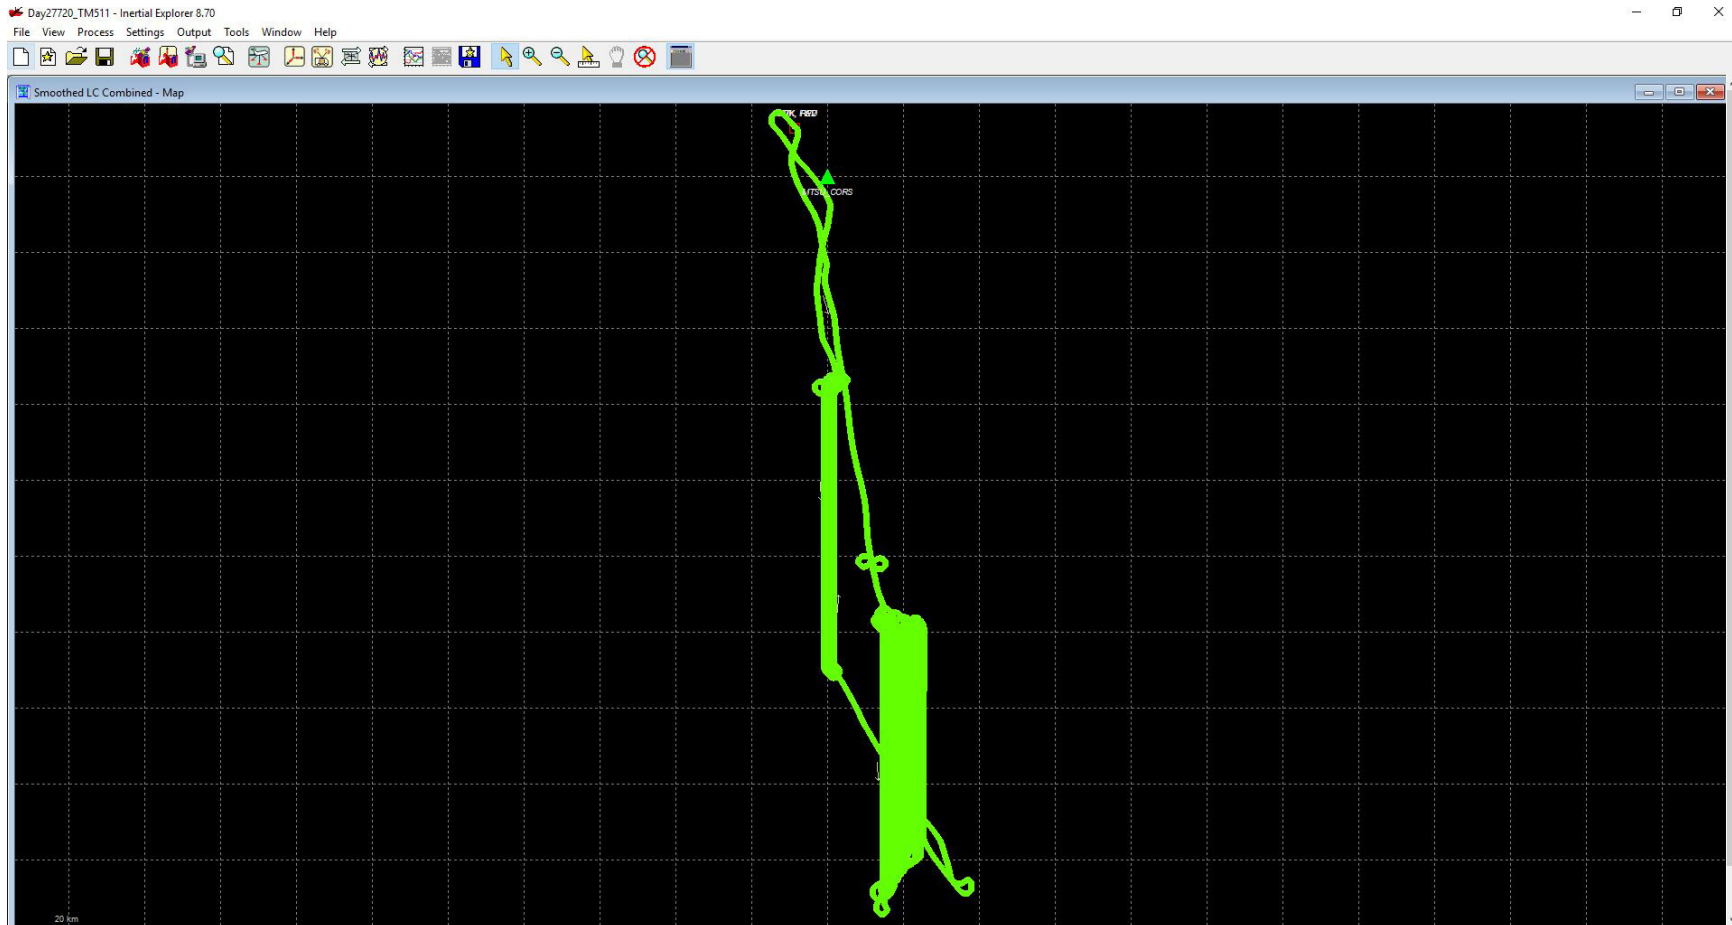 Day27720_TM511 - Inertial Explorer 8.70
File View Process Settings Output Tools Window Help
Smoothed LC Combined - Map
CORS
20 km